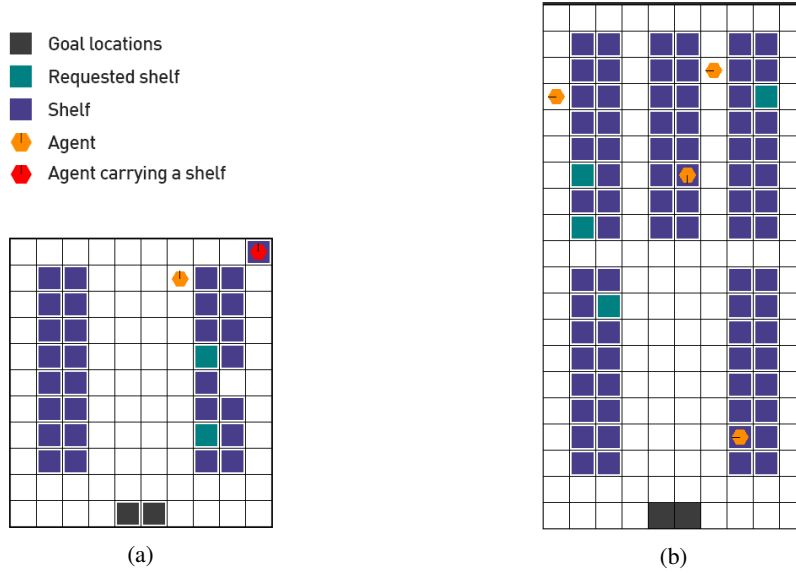 Goal locations
Requested shelf
Shelf
Agent
Agent carrying a shelf
(a)
(b)